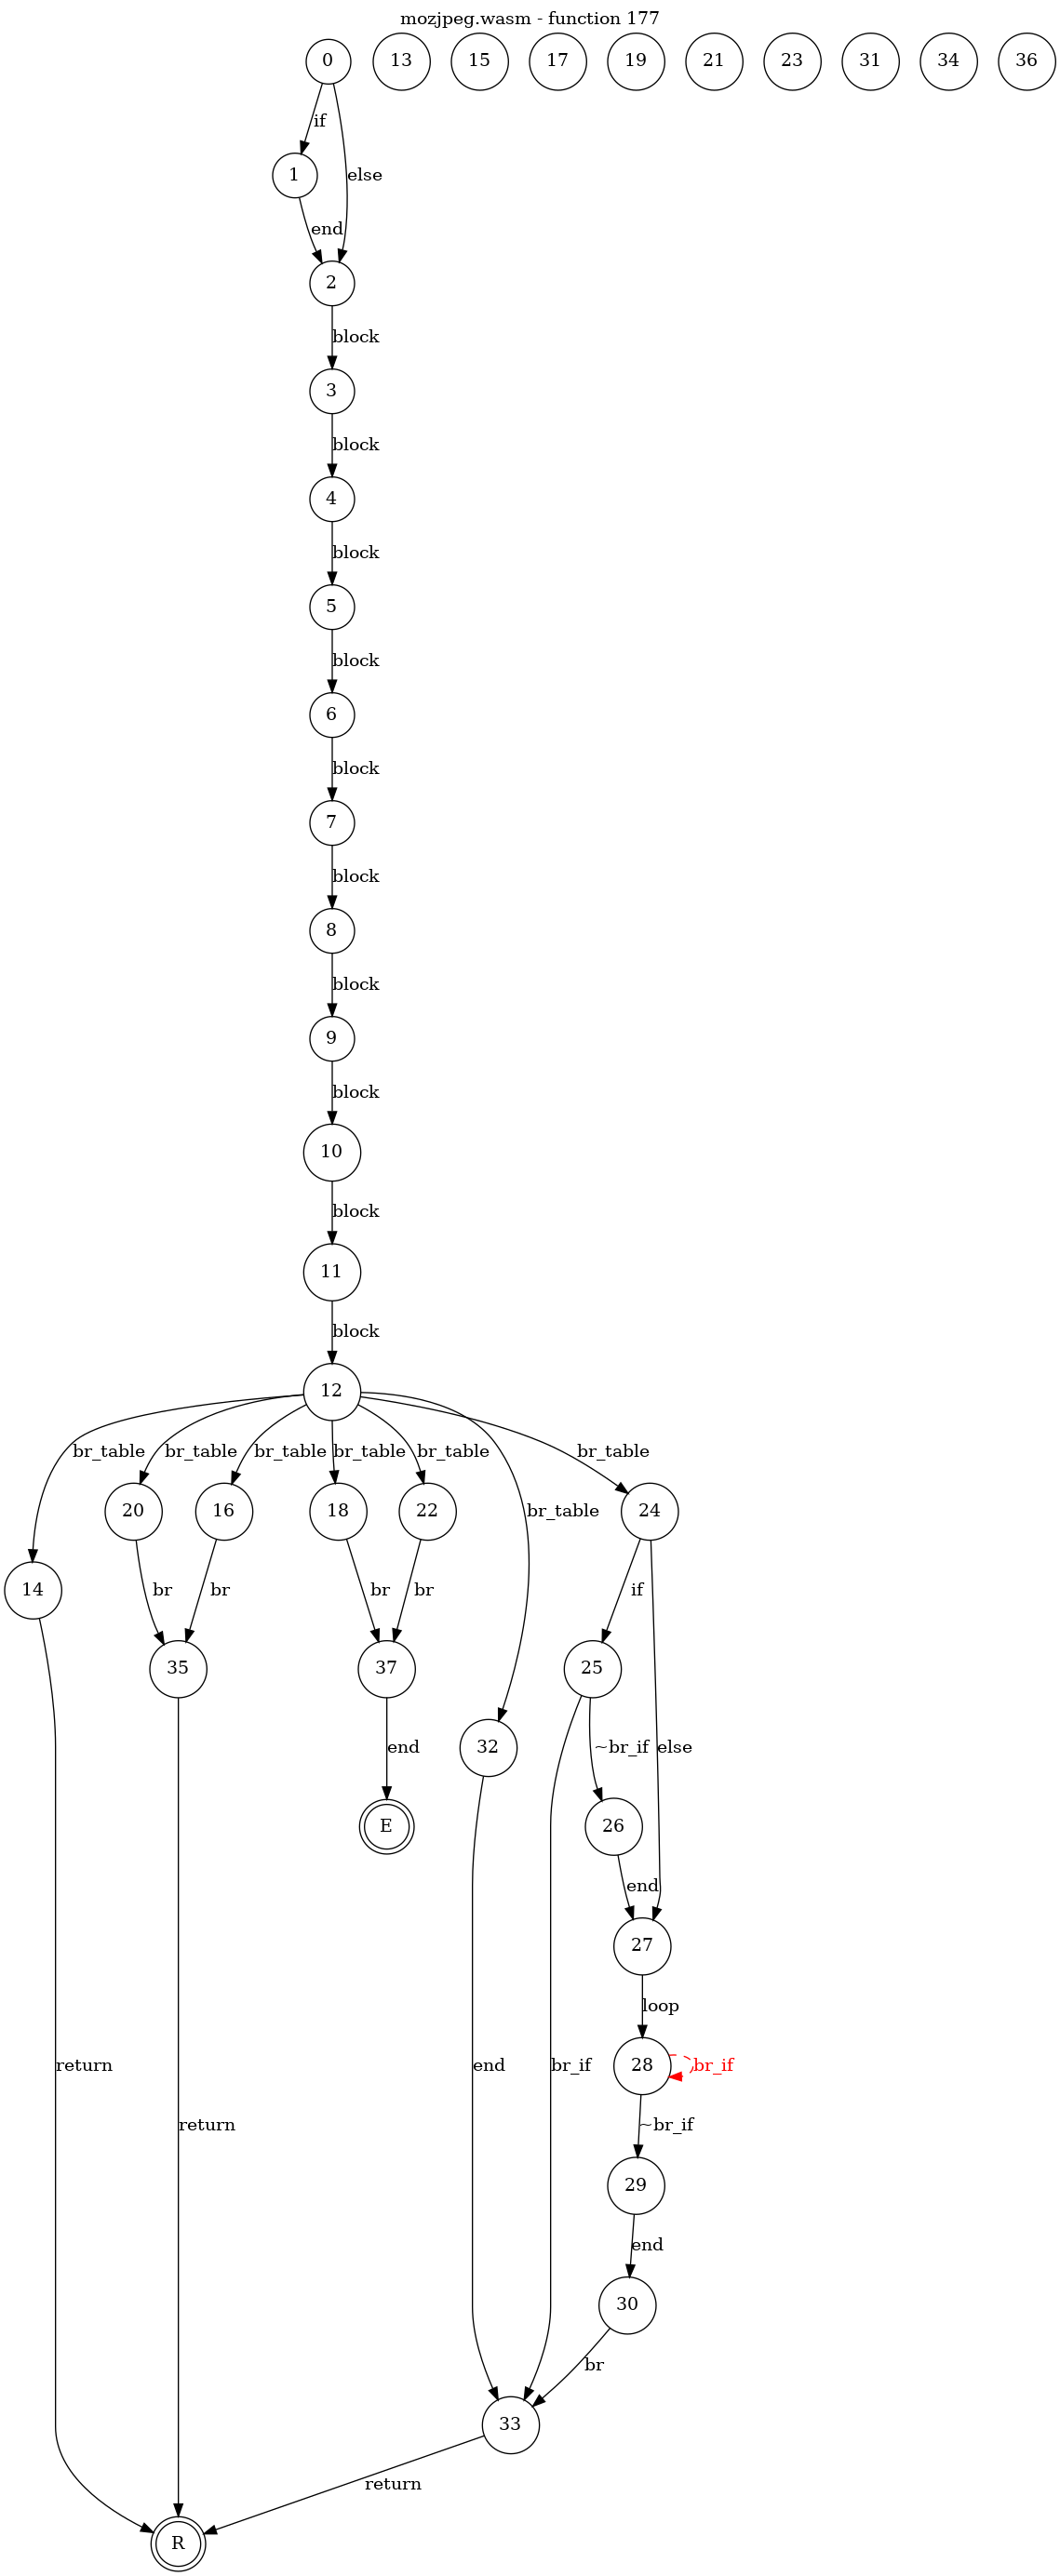 mozjpeg.wasm - function 177
0 13 15 17 19 21 23 31 34 36
if
1 else
end
2
block
3
block
4
block
5
block
6
block
7
block
8
block
9
block
10
block
11
block
12
br_table br_table br_table br_table br_table br_table
20 16 18 22 24 br_table
14 br br br br if
35 37 25
32 end ~br_if else
E 26
end
27
loop
return end br_if 28 br_if
return ~br_if
29
end
30
br
33
return
R